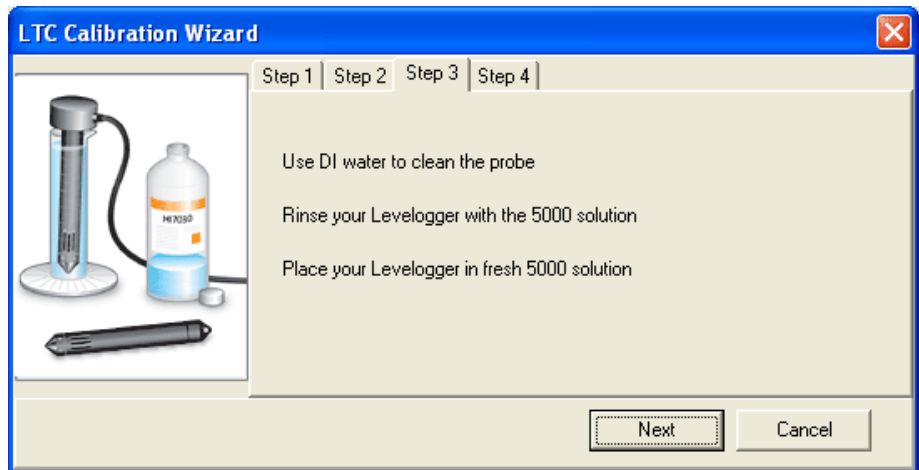 LTC Calibration Wizard
Step 1 Step 2 Step 3 Step 4
Use DI water to clean the probe
Rinse your Levelogger with the 5000 solution
Place your Levelogger in fresh 5000 solution
HI7030
Next Cancel